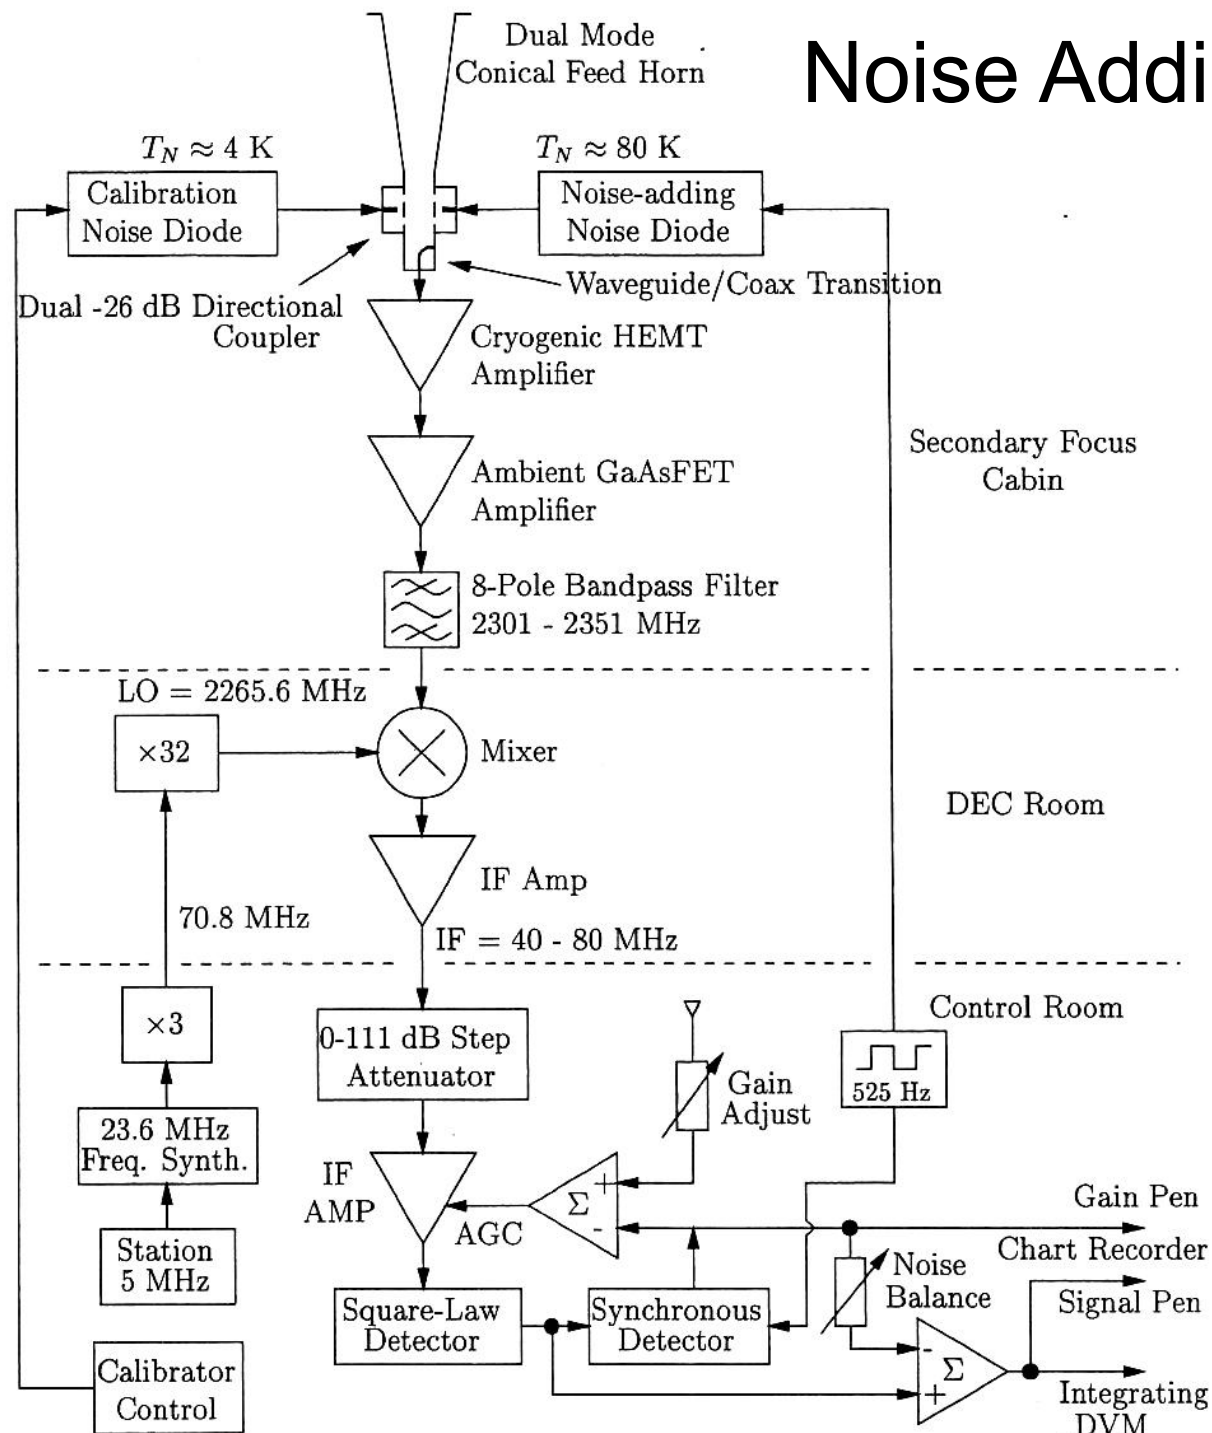 Noise Addi
Dual Mode
Conical Feed Horn
T_N ≈ 4 K
T_N ≈ 80 K
Calibration
Noise Diode
Noise-adding
Noise Diode
Waveguide/Coax Transition
Dual -26 dB Directional
Coupler
Cryogenic HEMT
Amplifier
Ambient GaAsFET
Amplifier
Secondary Focus
Cabin
8-Pole Bandpass Filter
2301 - 2351 MHz
LO = 2265.6 MHz
×32
Mixer
DEC Room
IF Amp
70.8 MHz
IF = 40 - 80 MHz
×3
Control Room
0-111 dB Step
Attenuator
Gain
Adjust
525 Hz
23.6 MHz
Freq. Synth.
IF
AMP
AGC
Σ
+
-
Gain Pen
Chart Recorder
Station
5 MHz
Noise
Balance
Signal Pen
Square-Law
Detector
Synchronous
Detector
-
Σ
+
Calibrator
Control
Integrating
DVM